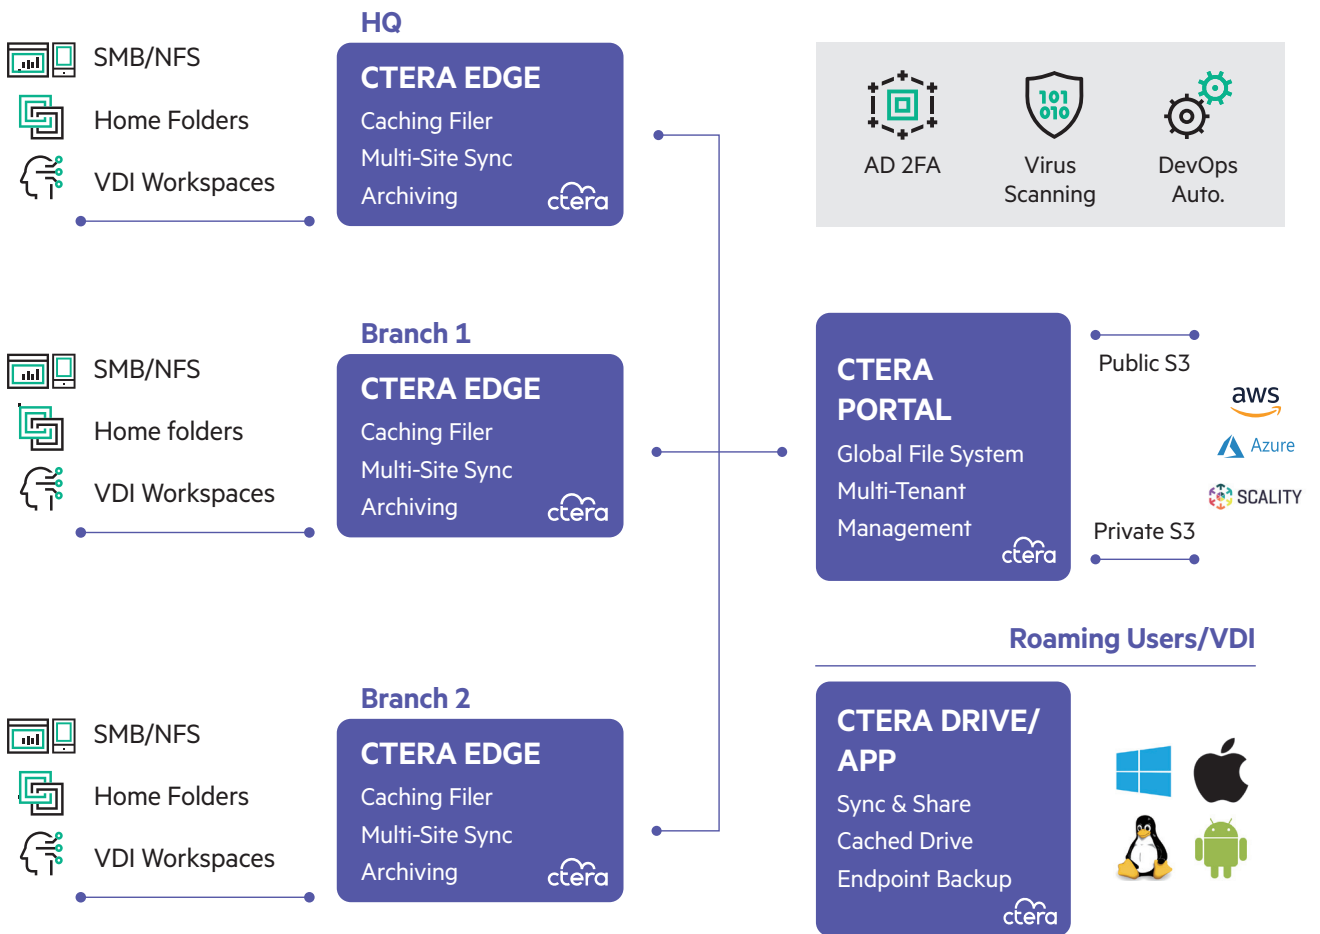 HQ
SMB/NFS
Home Folders
VDI Workspaces
CTERA EDGE
Caching Filer
Multi-Site Sync
Archiving
ctera
AD 2FA
Virus
Scanning
DevOps
Auto.
101
010
Branch 1
SMB/NFS
Home folders
VDI Workspaces
CTERA EDGE
Caching Filer
Multi-Site Sync
Archiving
ctera
CTERA
PORTAL
Global File System
Multi-Tenant
Management
ctera
Public S3
aws
Azure
SCALITY
Private S3
Branch 2
SMB/NFS
Home Folders
VDI Workspaces
CTERA EDGE
Caching Filer
Multi-Site Sync
Archiving
ctera
Roaming Users/VDI
CTERA DRIVE/
APP
Sync & Share
Cached Drive
Endpoint Backup
ctera